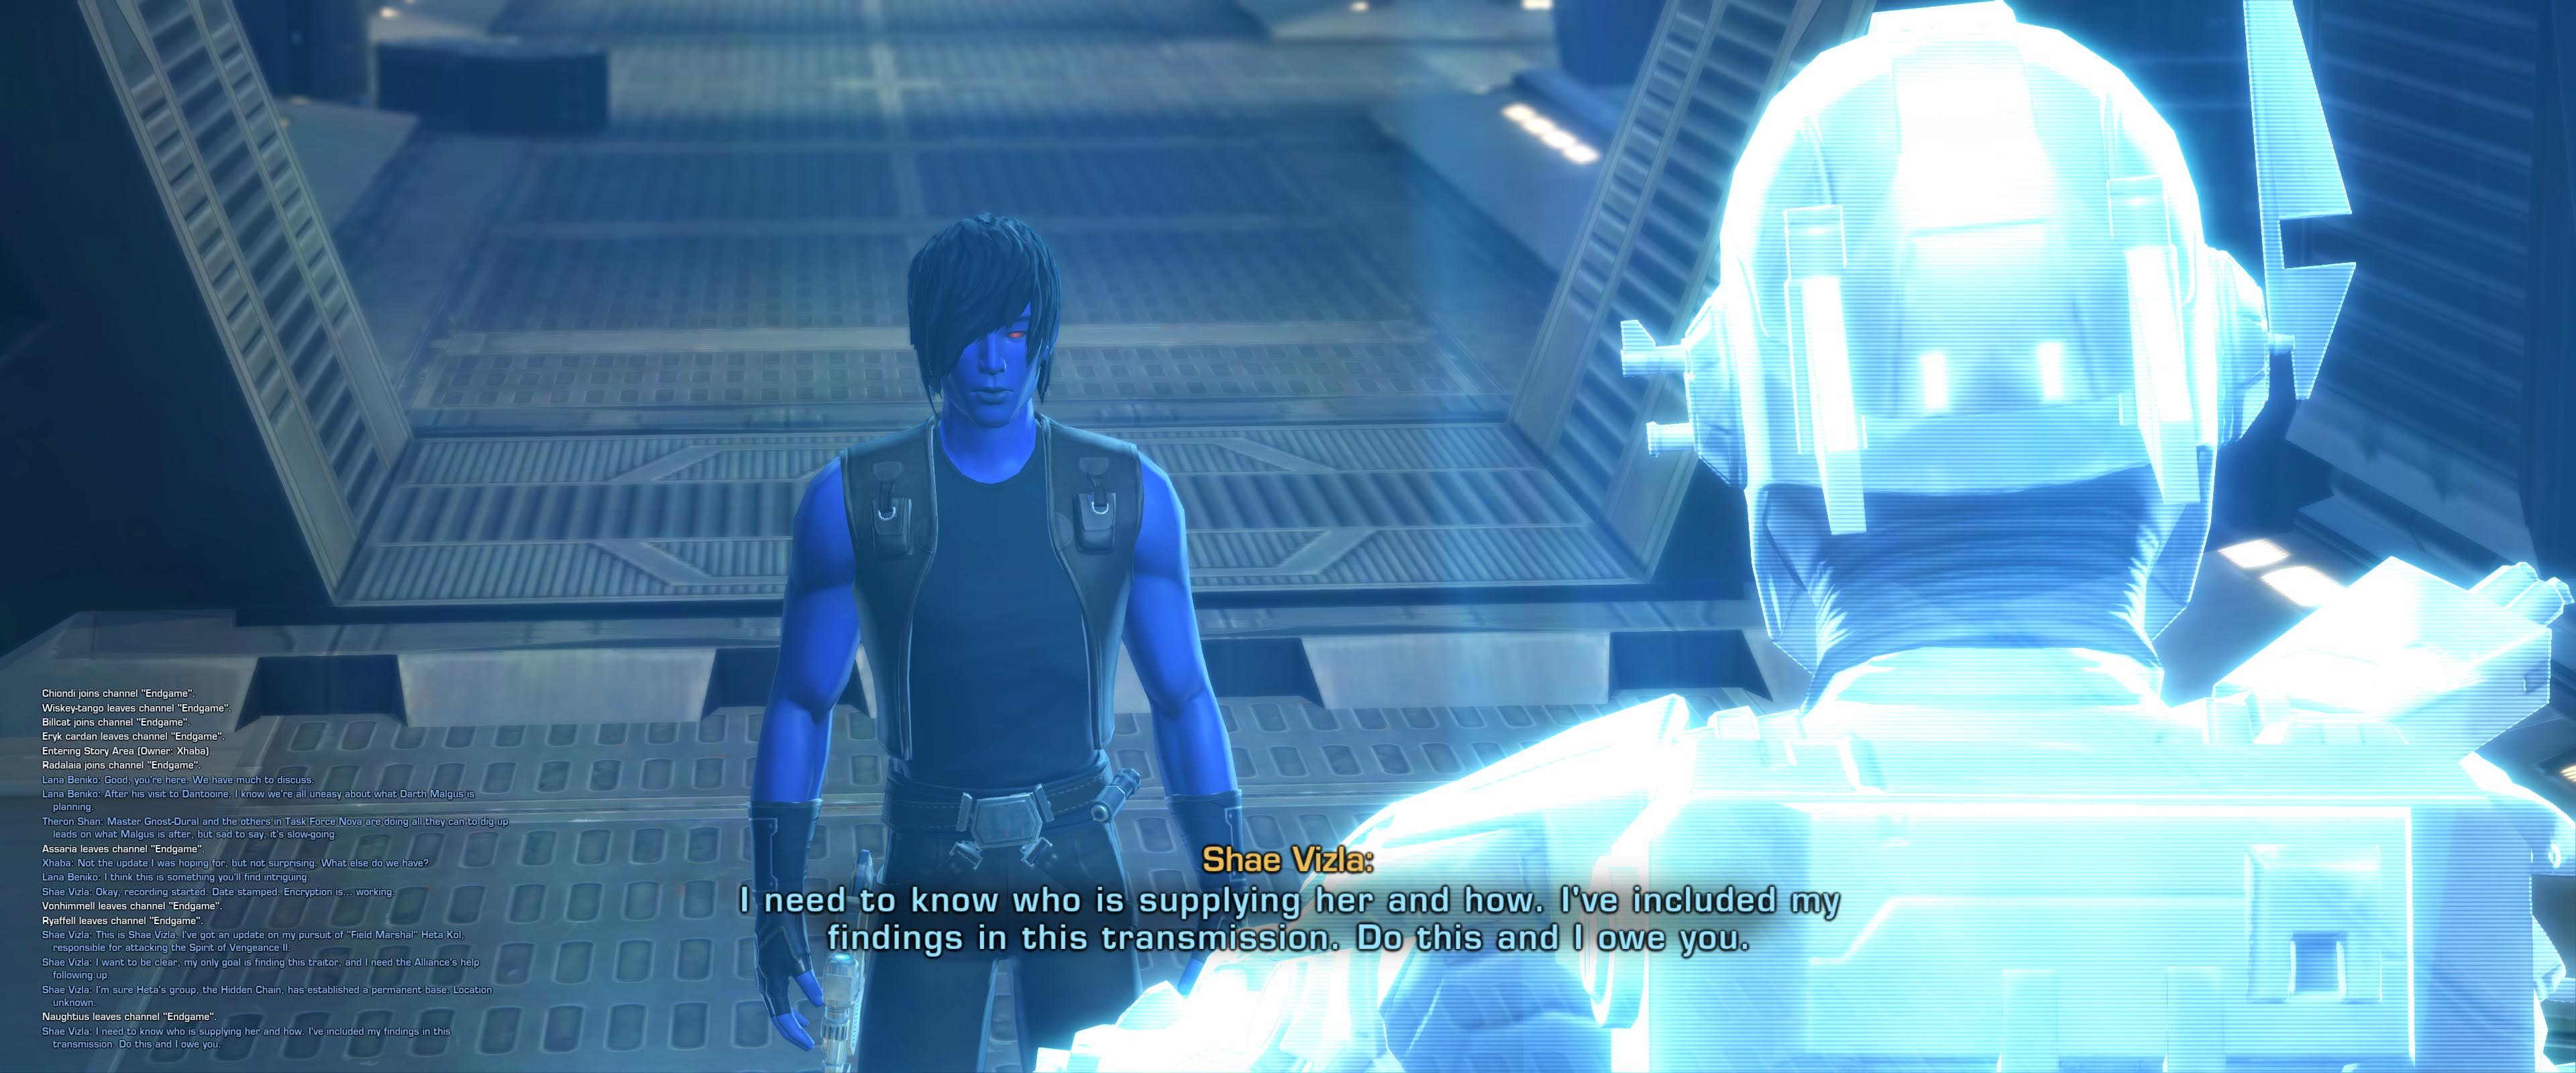 Chiondi joins channel "Endgame".
Wiskey-tango leaves channel "Endgame".
Billcat joins channel "Endgame".
Eryk cardan leaves channel "Endgame".
Entering Story Area (Owner: Xhaba)
Radalaia joins channel "Endgame".
Lana Beniko: Good, you're here. We have much to discuss.
Lana Beniko: After his visit to Dantooine, I know we're all uneasy about what Darth Malgus is
planning.
Theron Shan: Master Gnost-Dural and the others in Task Force Nova are doing all they can to dig up
leads on what Malgus is after, but sad to say, it's slow-going.
Assaria leaves channel "Endgame".
Xhaba: Not the update I was hoping for, but not surprising. What else do we have?
Lana Beniko: I think this is something you'll find intriguing.
Shae Vizla: Okay, recording started. Date stamped. Encryption is... working.
Vonhimmell leaves channel "Endgame".
Ryaffell leaves channel "Endgame".
Shae Vizla: This is Shae Vizla. I've got an update on my pursuit of "Field Marshal" Heta Kol,
responsible for attacking the Spirit of Vengeance II.
Shae Vizla: I want to be clear, my only goal is finding this traitor, and I need the Alliance's help
following up.
Shae Vizla: I'm sure Heta's group, the Hidden Chain, has established a permanent base. Location
unknown.
Naughtius leaves channel "Endgame".
Shae Vizla: I need to know who is supplying her and how. I've included my findings in this
transmission. Do this and I owe you.
Shae Vizla:
I need to know who is supplying her and how. I've included my
findings in this transmission. Do this and I owe you.